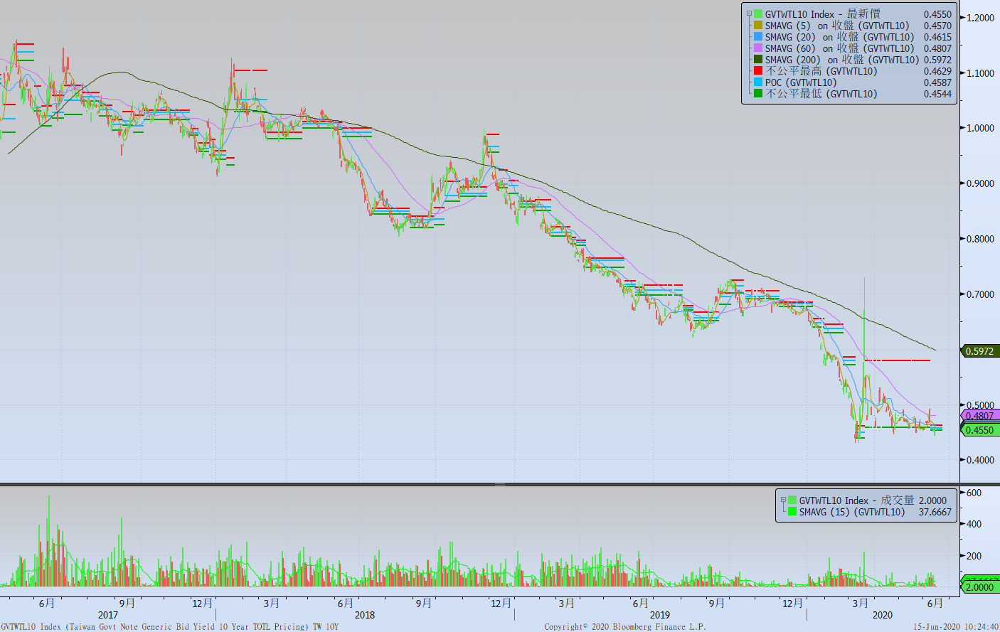 GVTWTL10 Index - 最新價 0.4550
SMAVG (5) on 收盤 (GVTWTL10) 0.4570
SMAVG (20) on 收盤 (GVTWTL10) 0.4615
SMAVG (60) on 收盤 (GVTWTL10) 0.4807
SMAVG (200) on 收盤 (GVTWTL10) 0.5972
不公平最高 (GVTWTL10) 0.4629
POC (GVTWTL10) 0.4587
不公平最低 (GVTWTL10) 0.4544
1.2000
1.1000
1.0000
0.9000
0.8000
0.7000
0.5972
0.5000
0.4807
0.4550
0.4000
GVTWTL10 Index - 成交量 2.0000
SMAVG (15) (GVTWTL10) 37.6667
600
400
200
37.6667
2.0000
6月 9月 12月 3月 6月 9月 12月 3月 6月 9月 12月 3月 6月
2017 2018 2019 2020
GVTWTL10 Index (Taiwan Govt Note Generic Bid Yield 10 Year TOTL Pricing) TW 10Y Copyright© 2020 Bloomberg Finance L.P. 15-Jun-2020 10:24:40